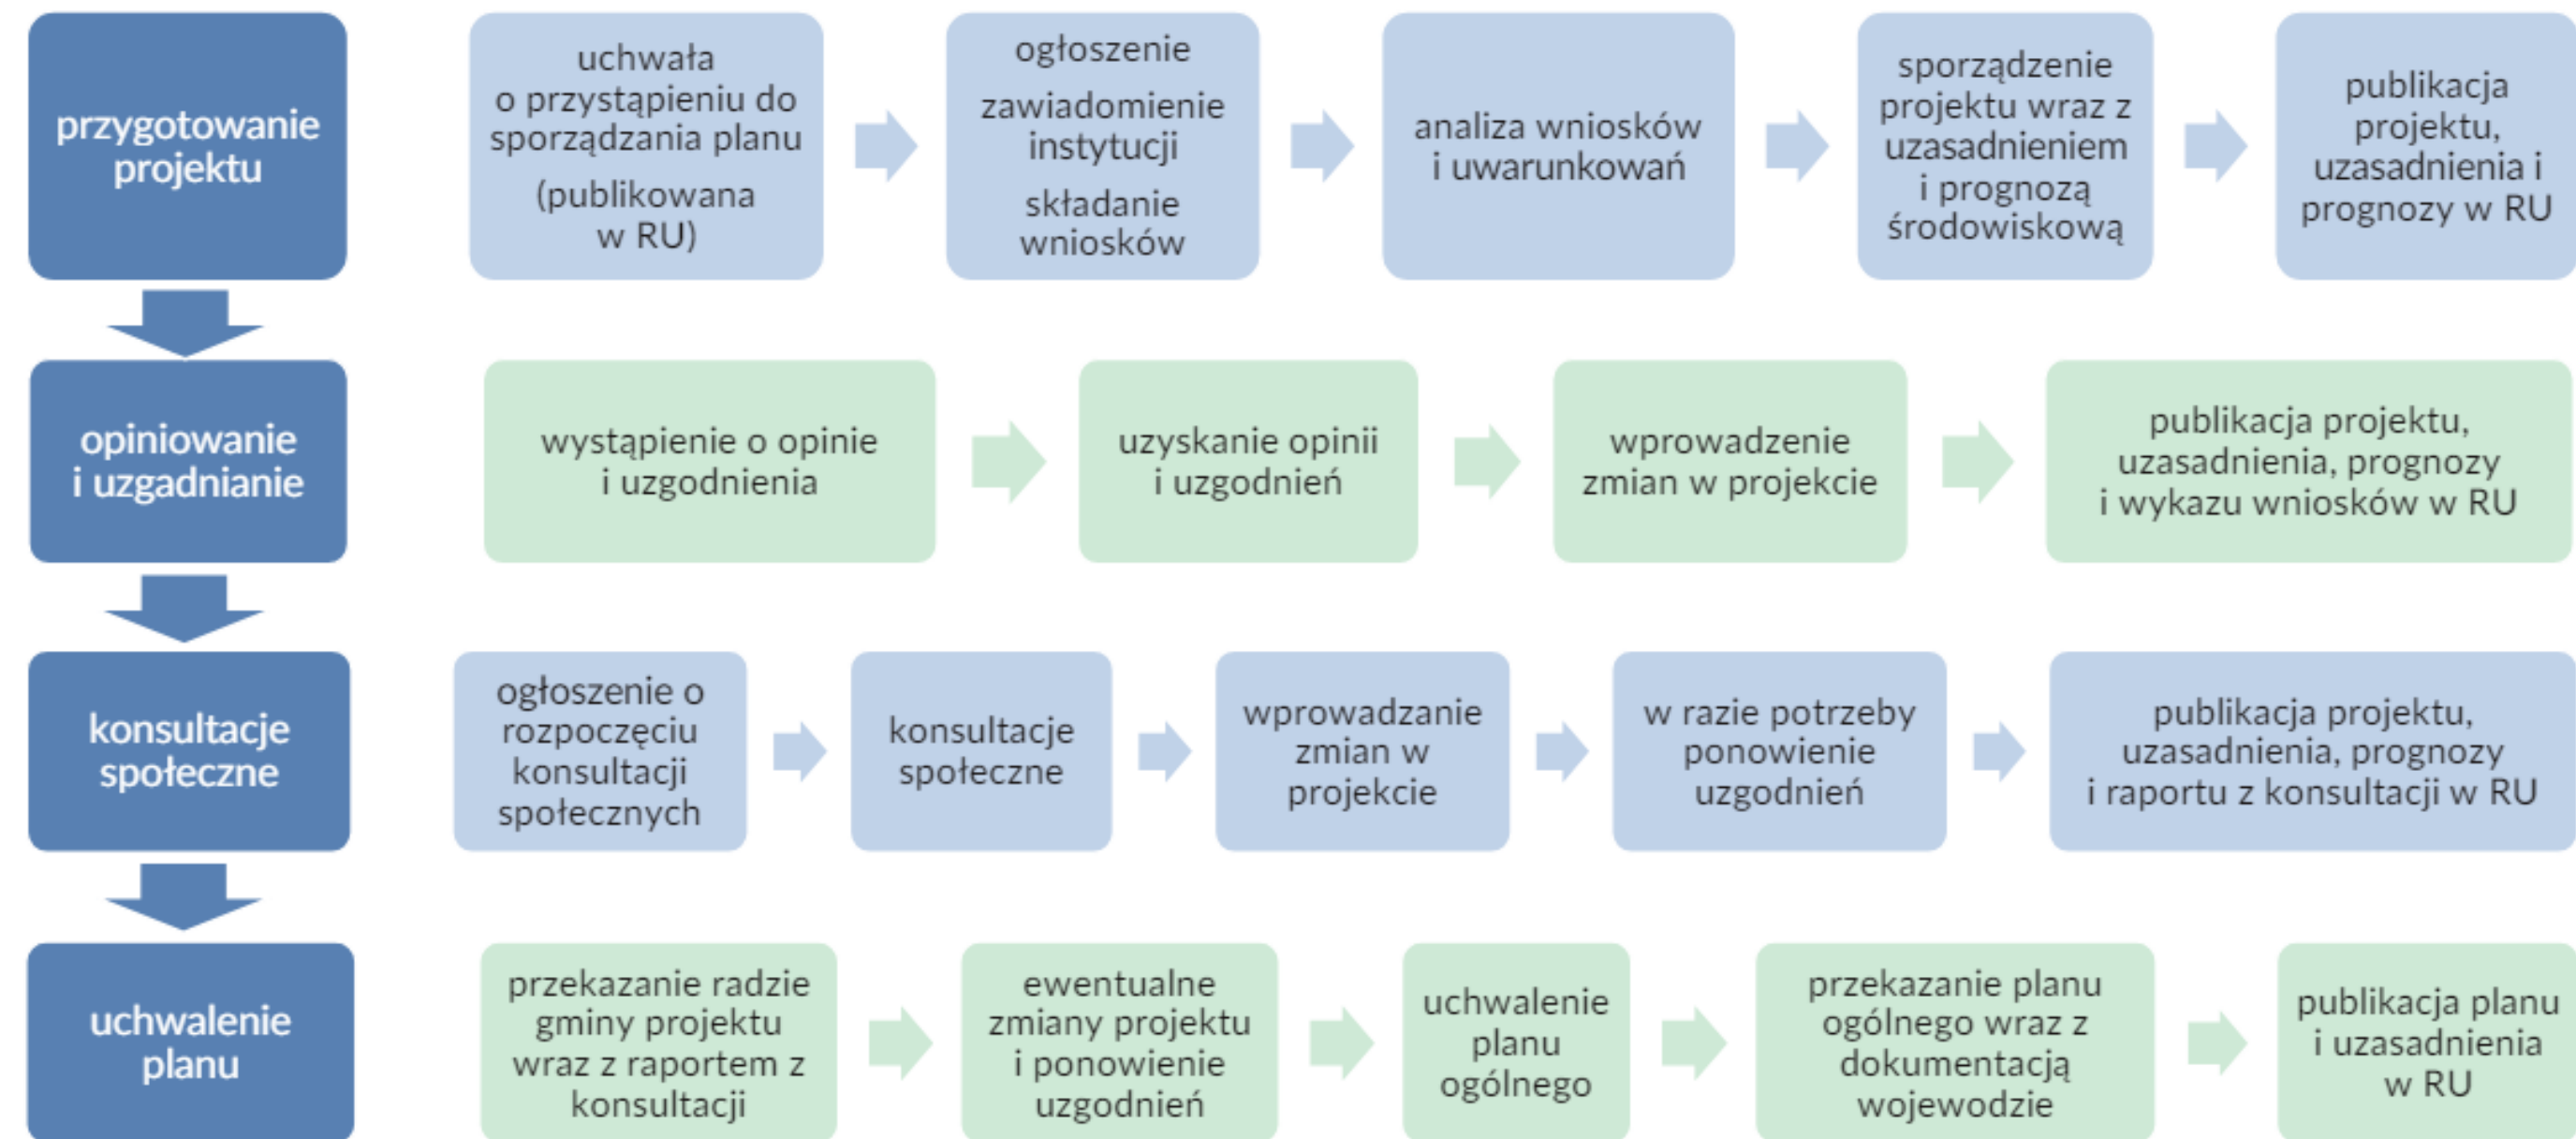 przygotowanie
projektu
uchwała
o przystąpieniu do
sporządzania planu
(publikowana
w RU)
ogłoszenie
zawiadomienie
instytucji
składanie
wniosków
analiza wniosków
i uwarunkowań
sporządzenie
projektu wraz z
uzasadnieniem
i prognozą
środowiskową
publikacja
projektu,
uzasadnienia i
prognozy w RU
opiniowanie
i uzgadnianie
wystąpienie o opinie
i uzgodnienia
uzyskanie opinii
i uzgodnień
wprowadzenie
zmian w projekcie
publikacja projektu,
uzasadnienia, prognozy
i wykazu wniosków w RU
konsultacje
społeczne
ogłoszenie o
rozpoczęciu
konsultacji
społecznych
konsultacje
społeczne
wprowadzanie
zmian w
projekcie
w razie potrzeby
ponowienie
uzgodnień
publikacja projektu,
uzasadnienia, prognozy
i raportu z konsultacji w RU
uchwalenie
planu
przekazanie radzie
gminy projektu
wraz z raportem z
konsultacji
ewentualne
zmiany projektu
i ponowienie
uzgodnień
uchwalenie
planu
ogólnego
przekazanie planu
ogólnego wraz z
dokumentacją
wojewodzie
publikacja planu
i uzasadnienia
w RU